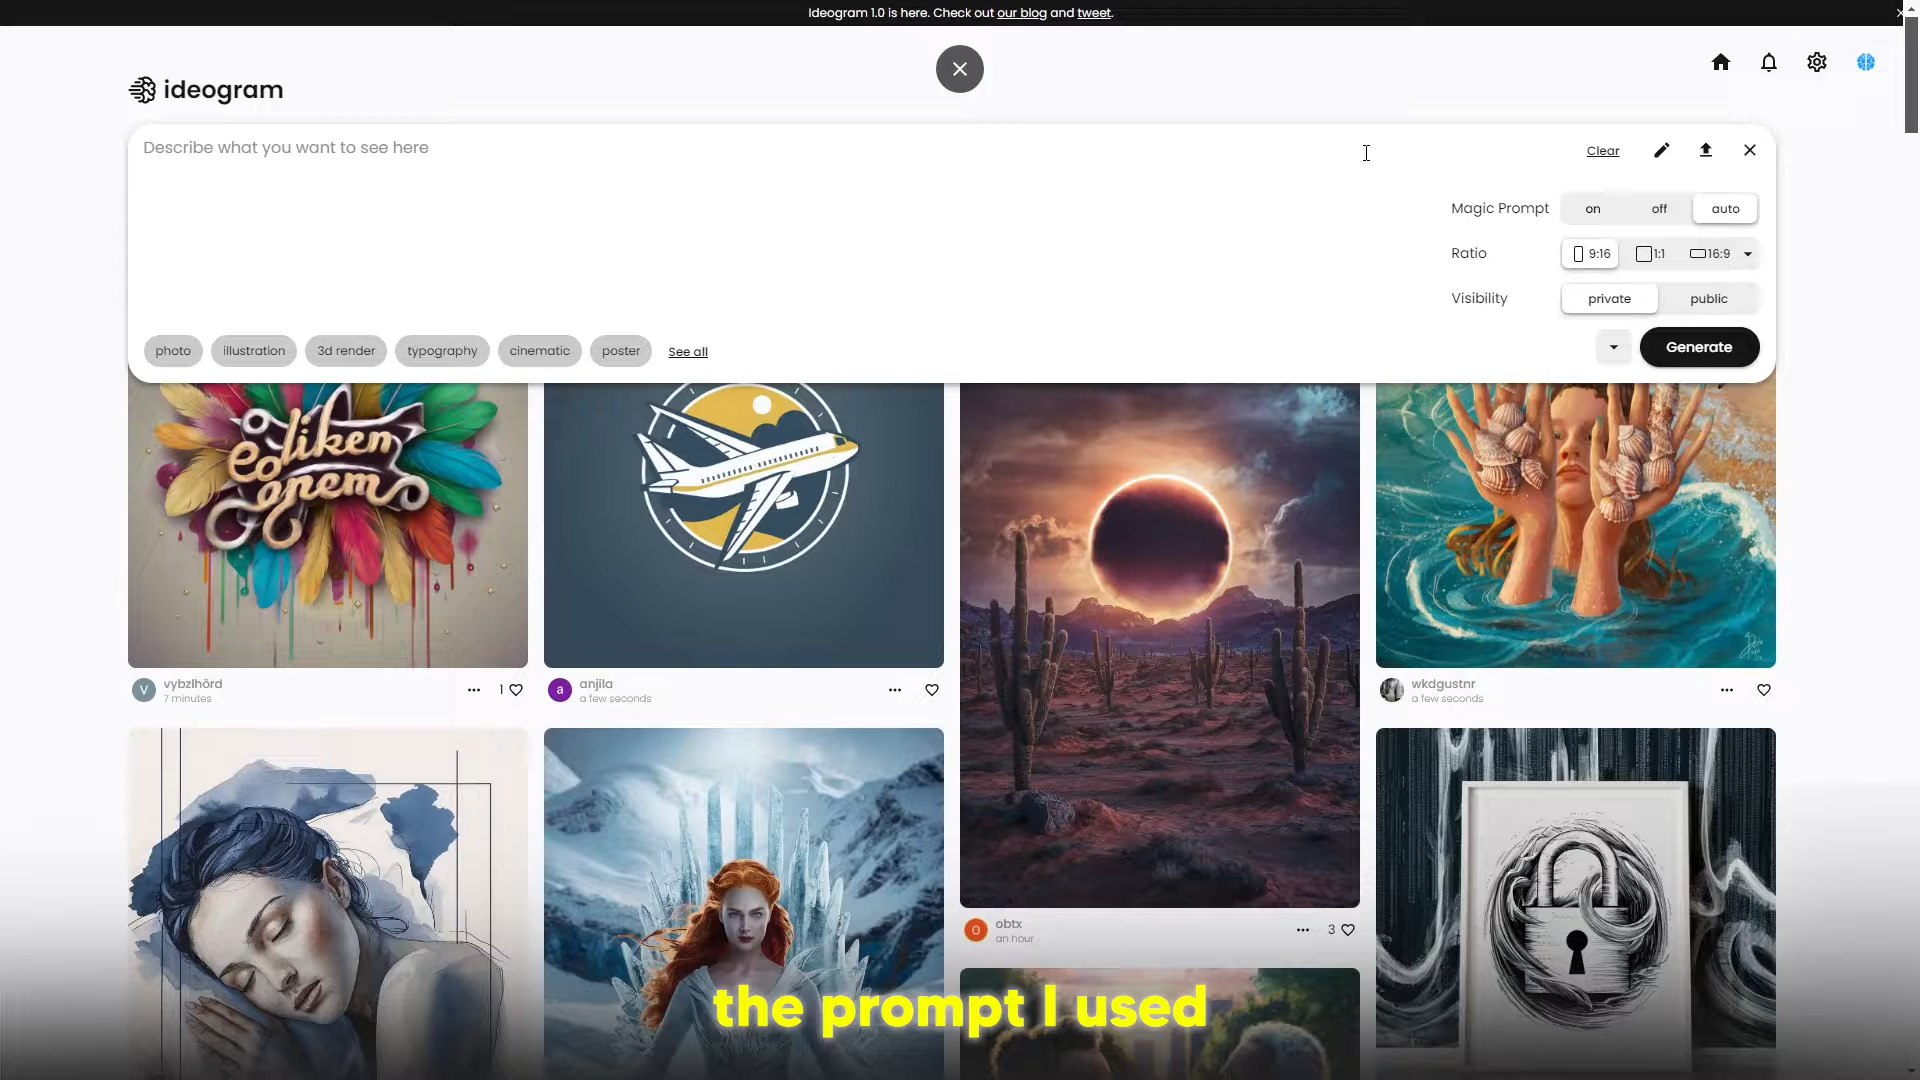 Ideogram 1.0 is here. Check out our blog and tweet.
ideogram
Describe what you want to see here
Clear
Magic Prompt on off auto
Ratio 9:16 1:1 16:9
Visibility private public
photo illustration 3d render typography cinematic poster See all
Generate
eoliken
gnem
V vybzlhörd
7 minutes
1
a anjila
a few seconds
wkdgustnr
a few seconds
O obtx
an hour
3
the prompt I used